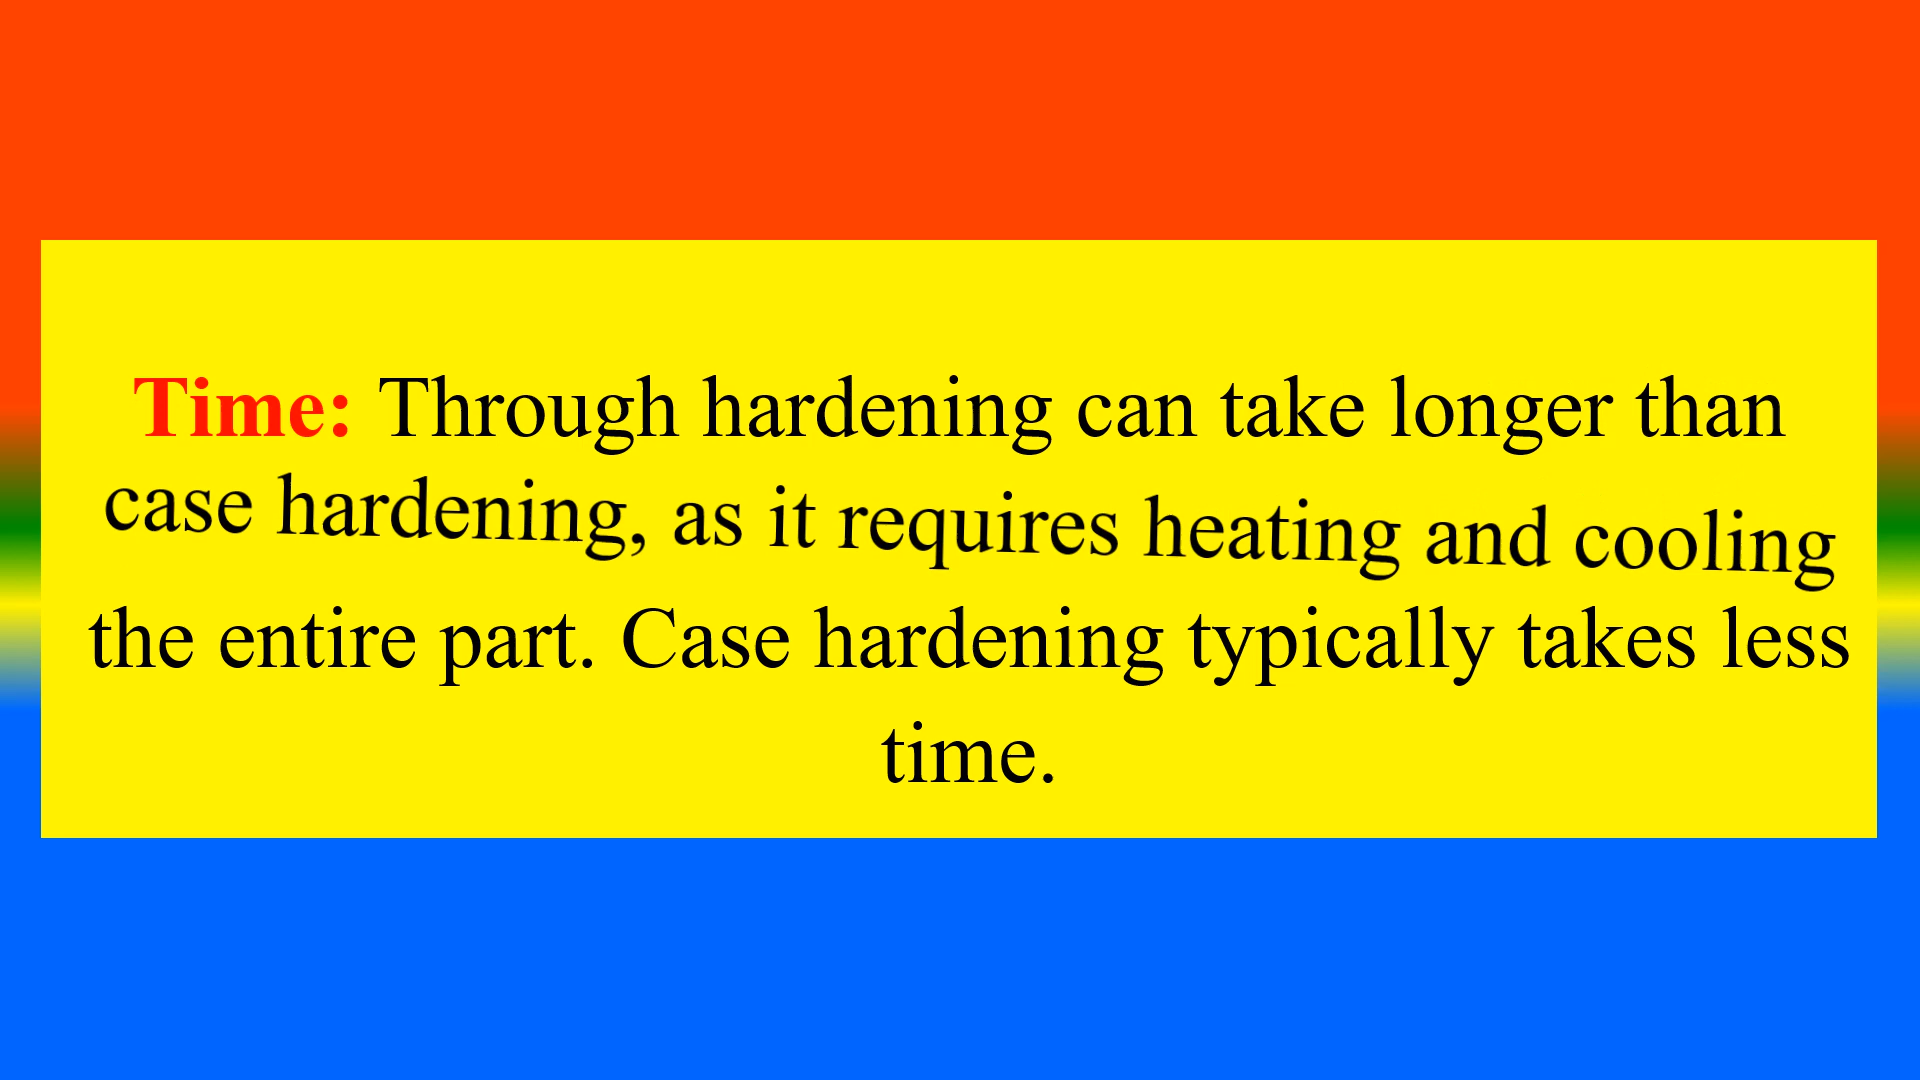 Time: Through hardening can take longer than
case hardening, as it requires heating and cooling
the entire part. Case hardening typically takes less
time.